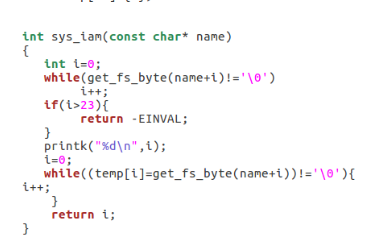 int sys_iam(const char* name)
{
int i=0;
while(get_fs_byte(name+i)!='\0')
i++;
if(i>23){
return -EINVAL;
}
printk("%d\n",i);
i=0;
while((temp[i]=get_fs_byte(name+i))!='\0'){
i++;
}
return i;
}